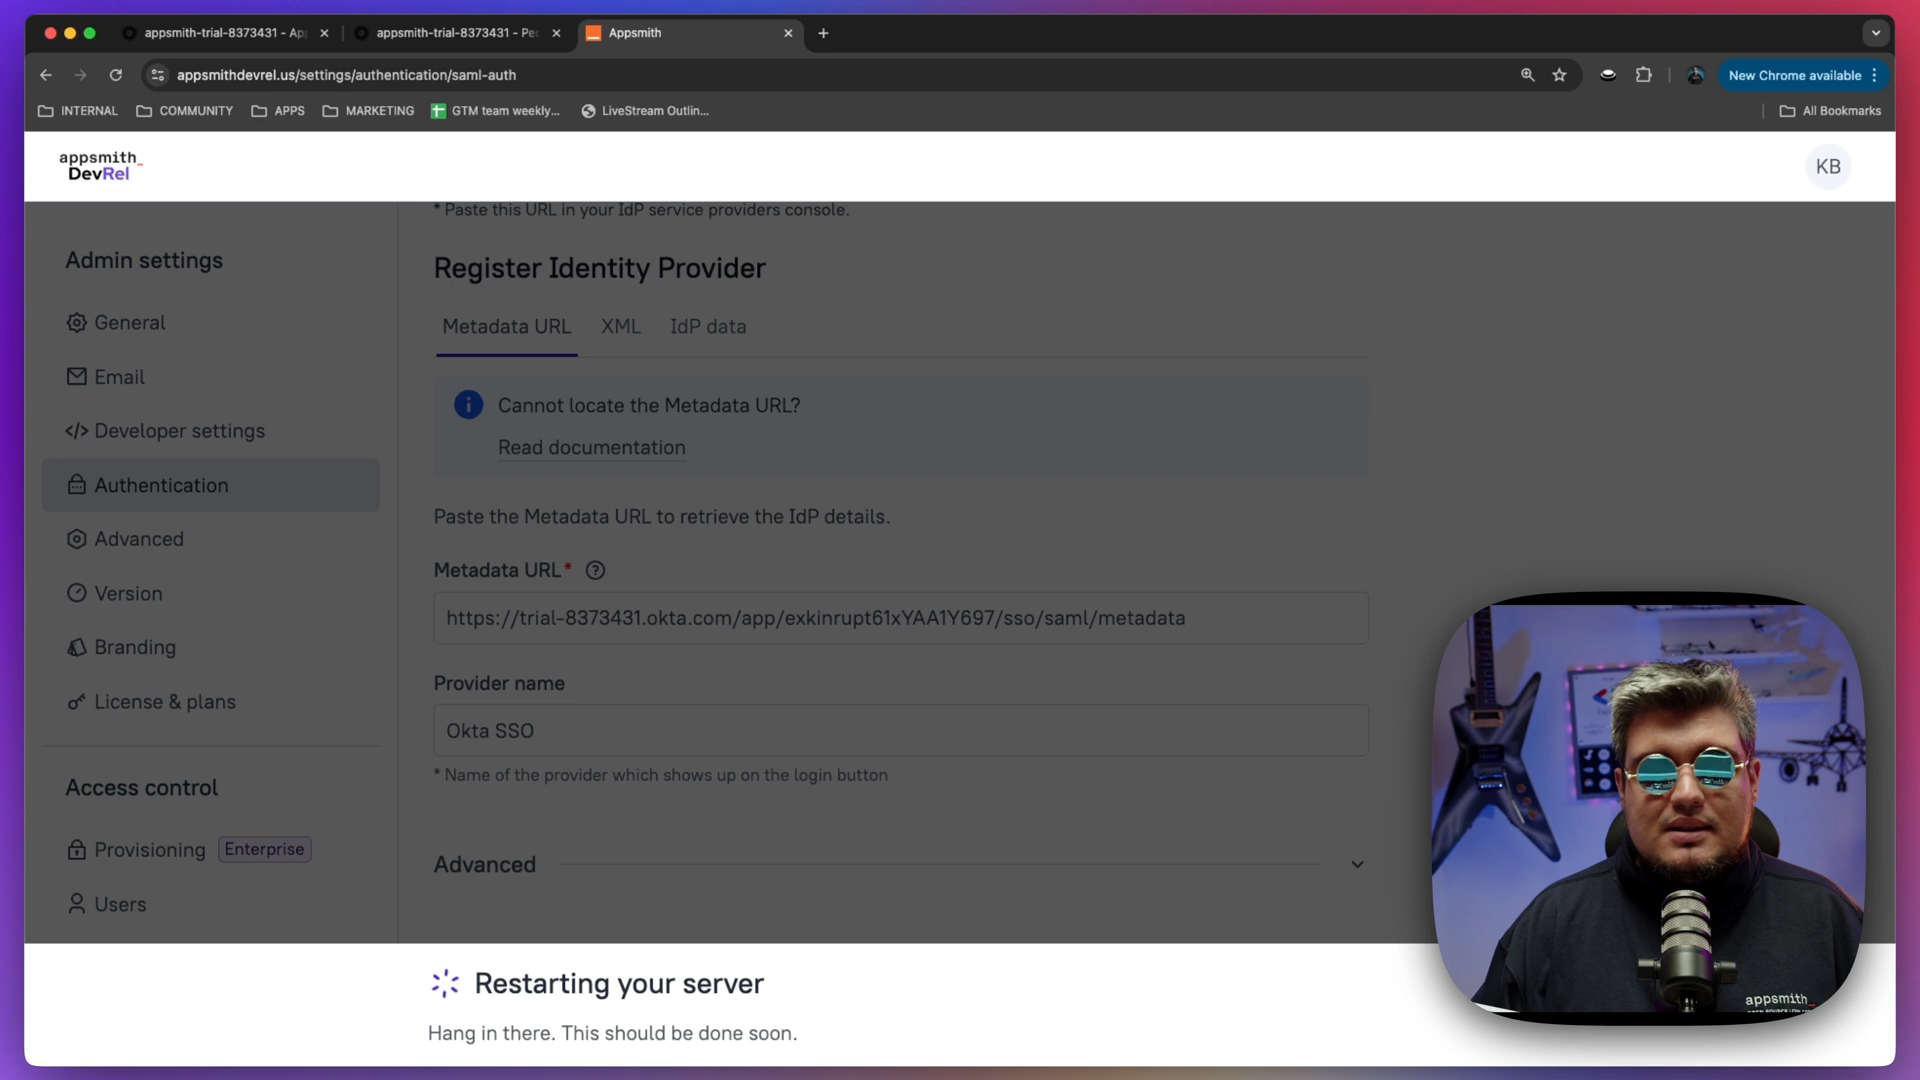 appsmith-trial-8373431 - Ap
appsmith-trial-8373431 - Pe
Appsmith
appsmithdevrel.us/settings/authentication/saml-auth
New Chrome available
INTERNAL
COMMUNITY
APPS
MARKETING
GTM team weekly...
LiveStream Outlin...
All Bookmarks
appsmith_
DevRel
KB
* Paste this URL in your IdP service providers console.
Admin settings
General
Email
Developer settings
Authentication
Advanced
Version
Branding
License & plans
Access control
Provisioning Enterprise
Users
Register Identity Provider
Metadata URL XML IdP data
Cannot locate the Metadata URL?
Read documentation
Paste the Metadata URL to retrieve the IdP details.
Metadata URL*
https://trial-8373431.okta.com/app/exkinrupt61xYAA1Y697/sso/saml/metadata
Provider name
Okta SSO
* Name of the provider which shows up on the login button
Advanced
Restarting your server
Hang in there. This should be done soon.
appsmith_